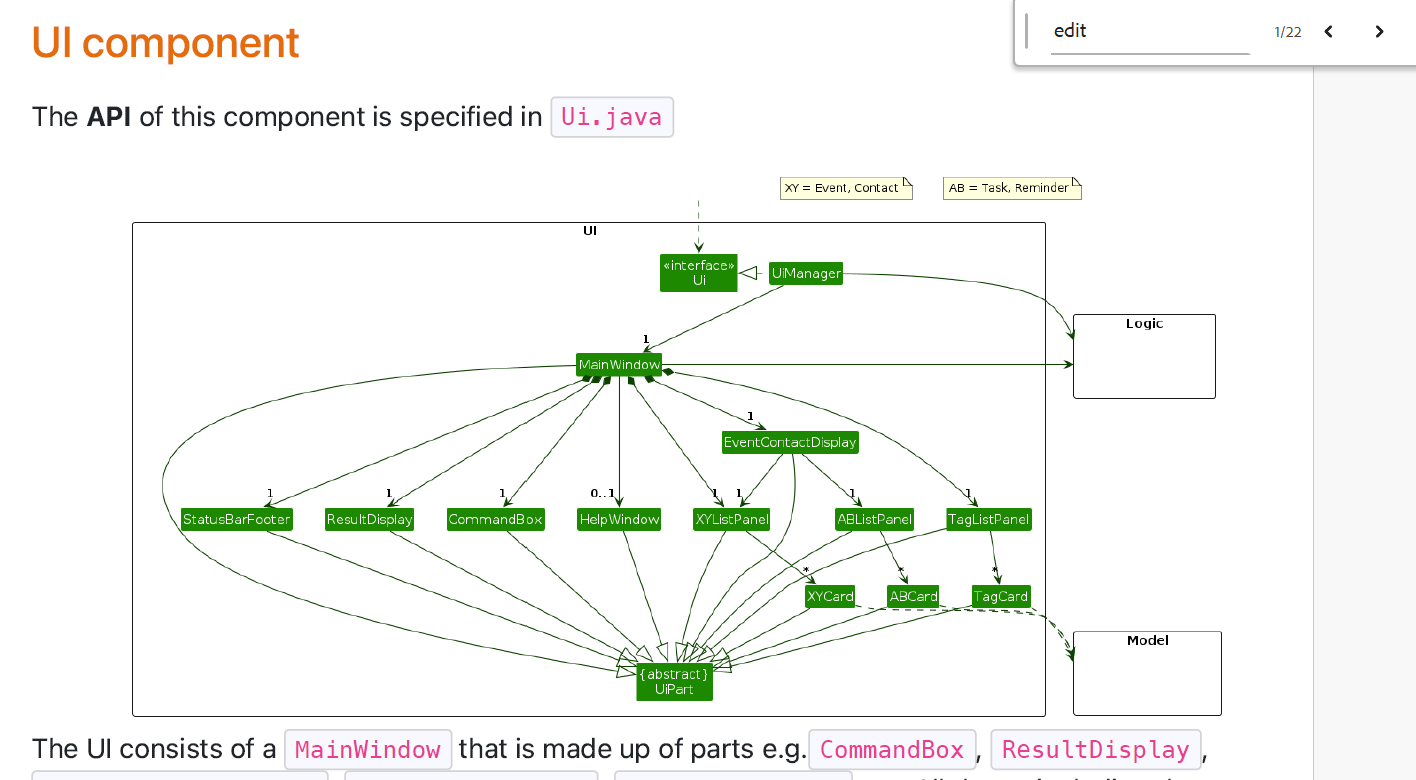 UI component
edit 1/22
The API of this component is specified in Ui.java
XY = Event, Contact
AB = Task, Reminder
UI
«interface»
Ui
UiManager
Logic
1
MainWindow
1
EventContactDisplay
1 1 1 0..1 1 1 1 1
StatusBarFooter ResultDisplay CommandBox HelpWindow XYListPanel ABListPanel TagListPanel
* * *
XYCard ABCard TagCard
Model
{abstract}
UiPart
The UI consists of a MainWindow that is made up of parts e.g. CommandBox, ResultDisplay,